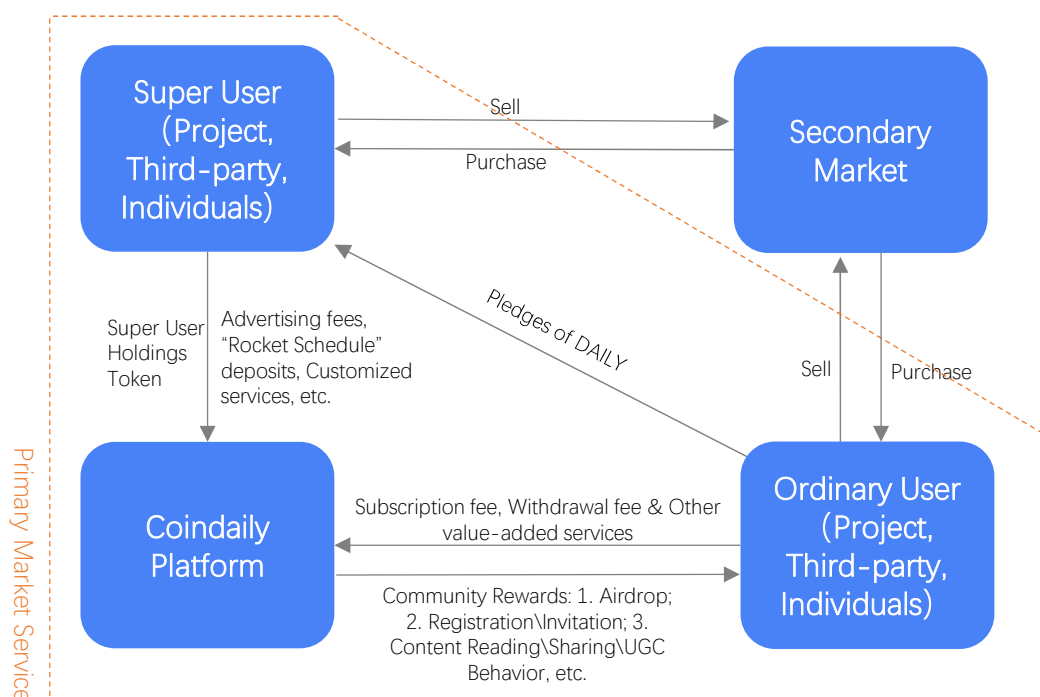 Super User
（Project,
Third-party,
Individuals）
Sell
Purchase
Secondary
Market
Pledges of DAILY
Super User
Holdings
Token
Advertising fees,
“Rocket Schedule”
deposits, Customized
services, etc.
Sell
Purchase
Primary Market Service
Coindaily
Platform
Subscription fee, Withdrawal fee & Other
value-added services
Community Rewards: 1. Airdrop;
2. Registration\Invitation; 3.
Content Reading\Sharing\UGC
Behavior, etc.
Ordinary User
（Project,
Third-party,
Individuals）